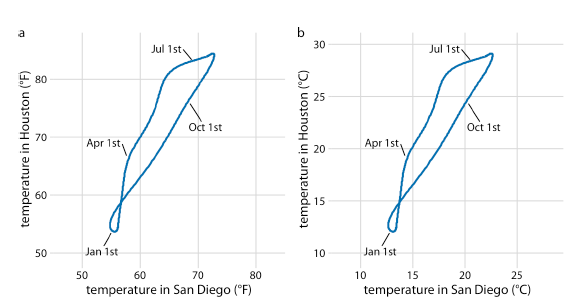 a
Jul 1st
80
Oct 1st
70
Apr 1st
60
Jan 1st
50
50
60
70
80
temperature in San Diego (°F)
temperature in Houston (°F)
b
30
Jul 1st
25
Oct 1st
20
Apr 1st
15
Jan 1st
10
10
15
20
25
temperature in San Diego (°C)
temperature in Houston (°C)